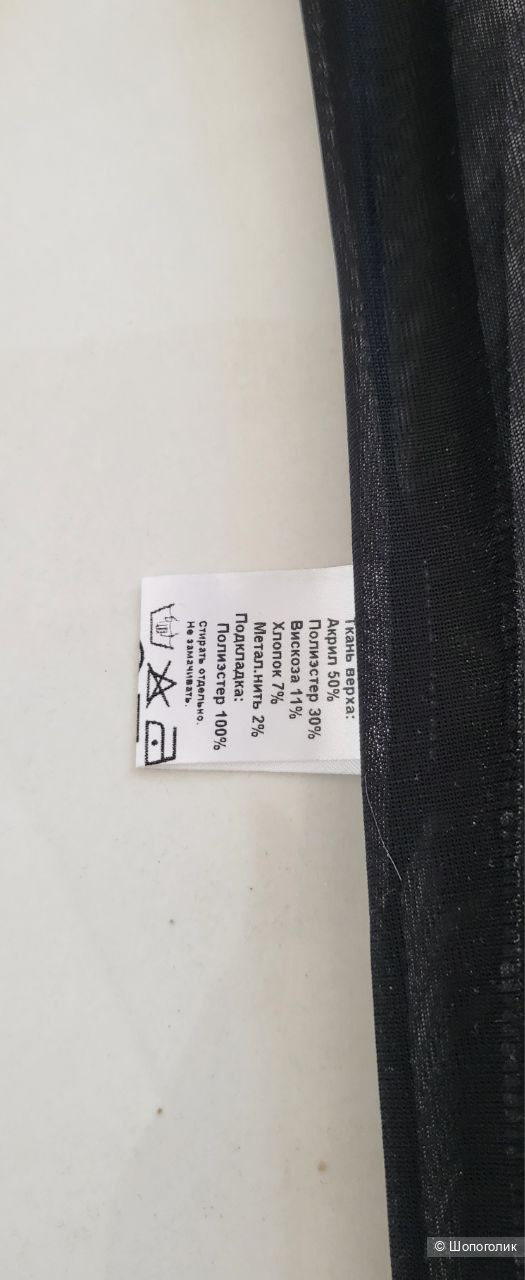 Ткань верха:
Акрил 50%
Полиэстер 30%
Вискоза 11%
Хлопок 7%
Метал.нить 2%
Подкладка:
Полиэстер 100%
Стирать отдельно.
Не замачивать.
© Шопоголик